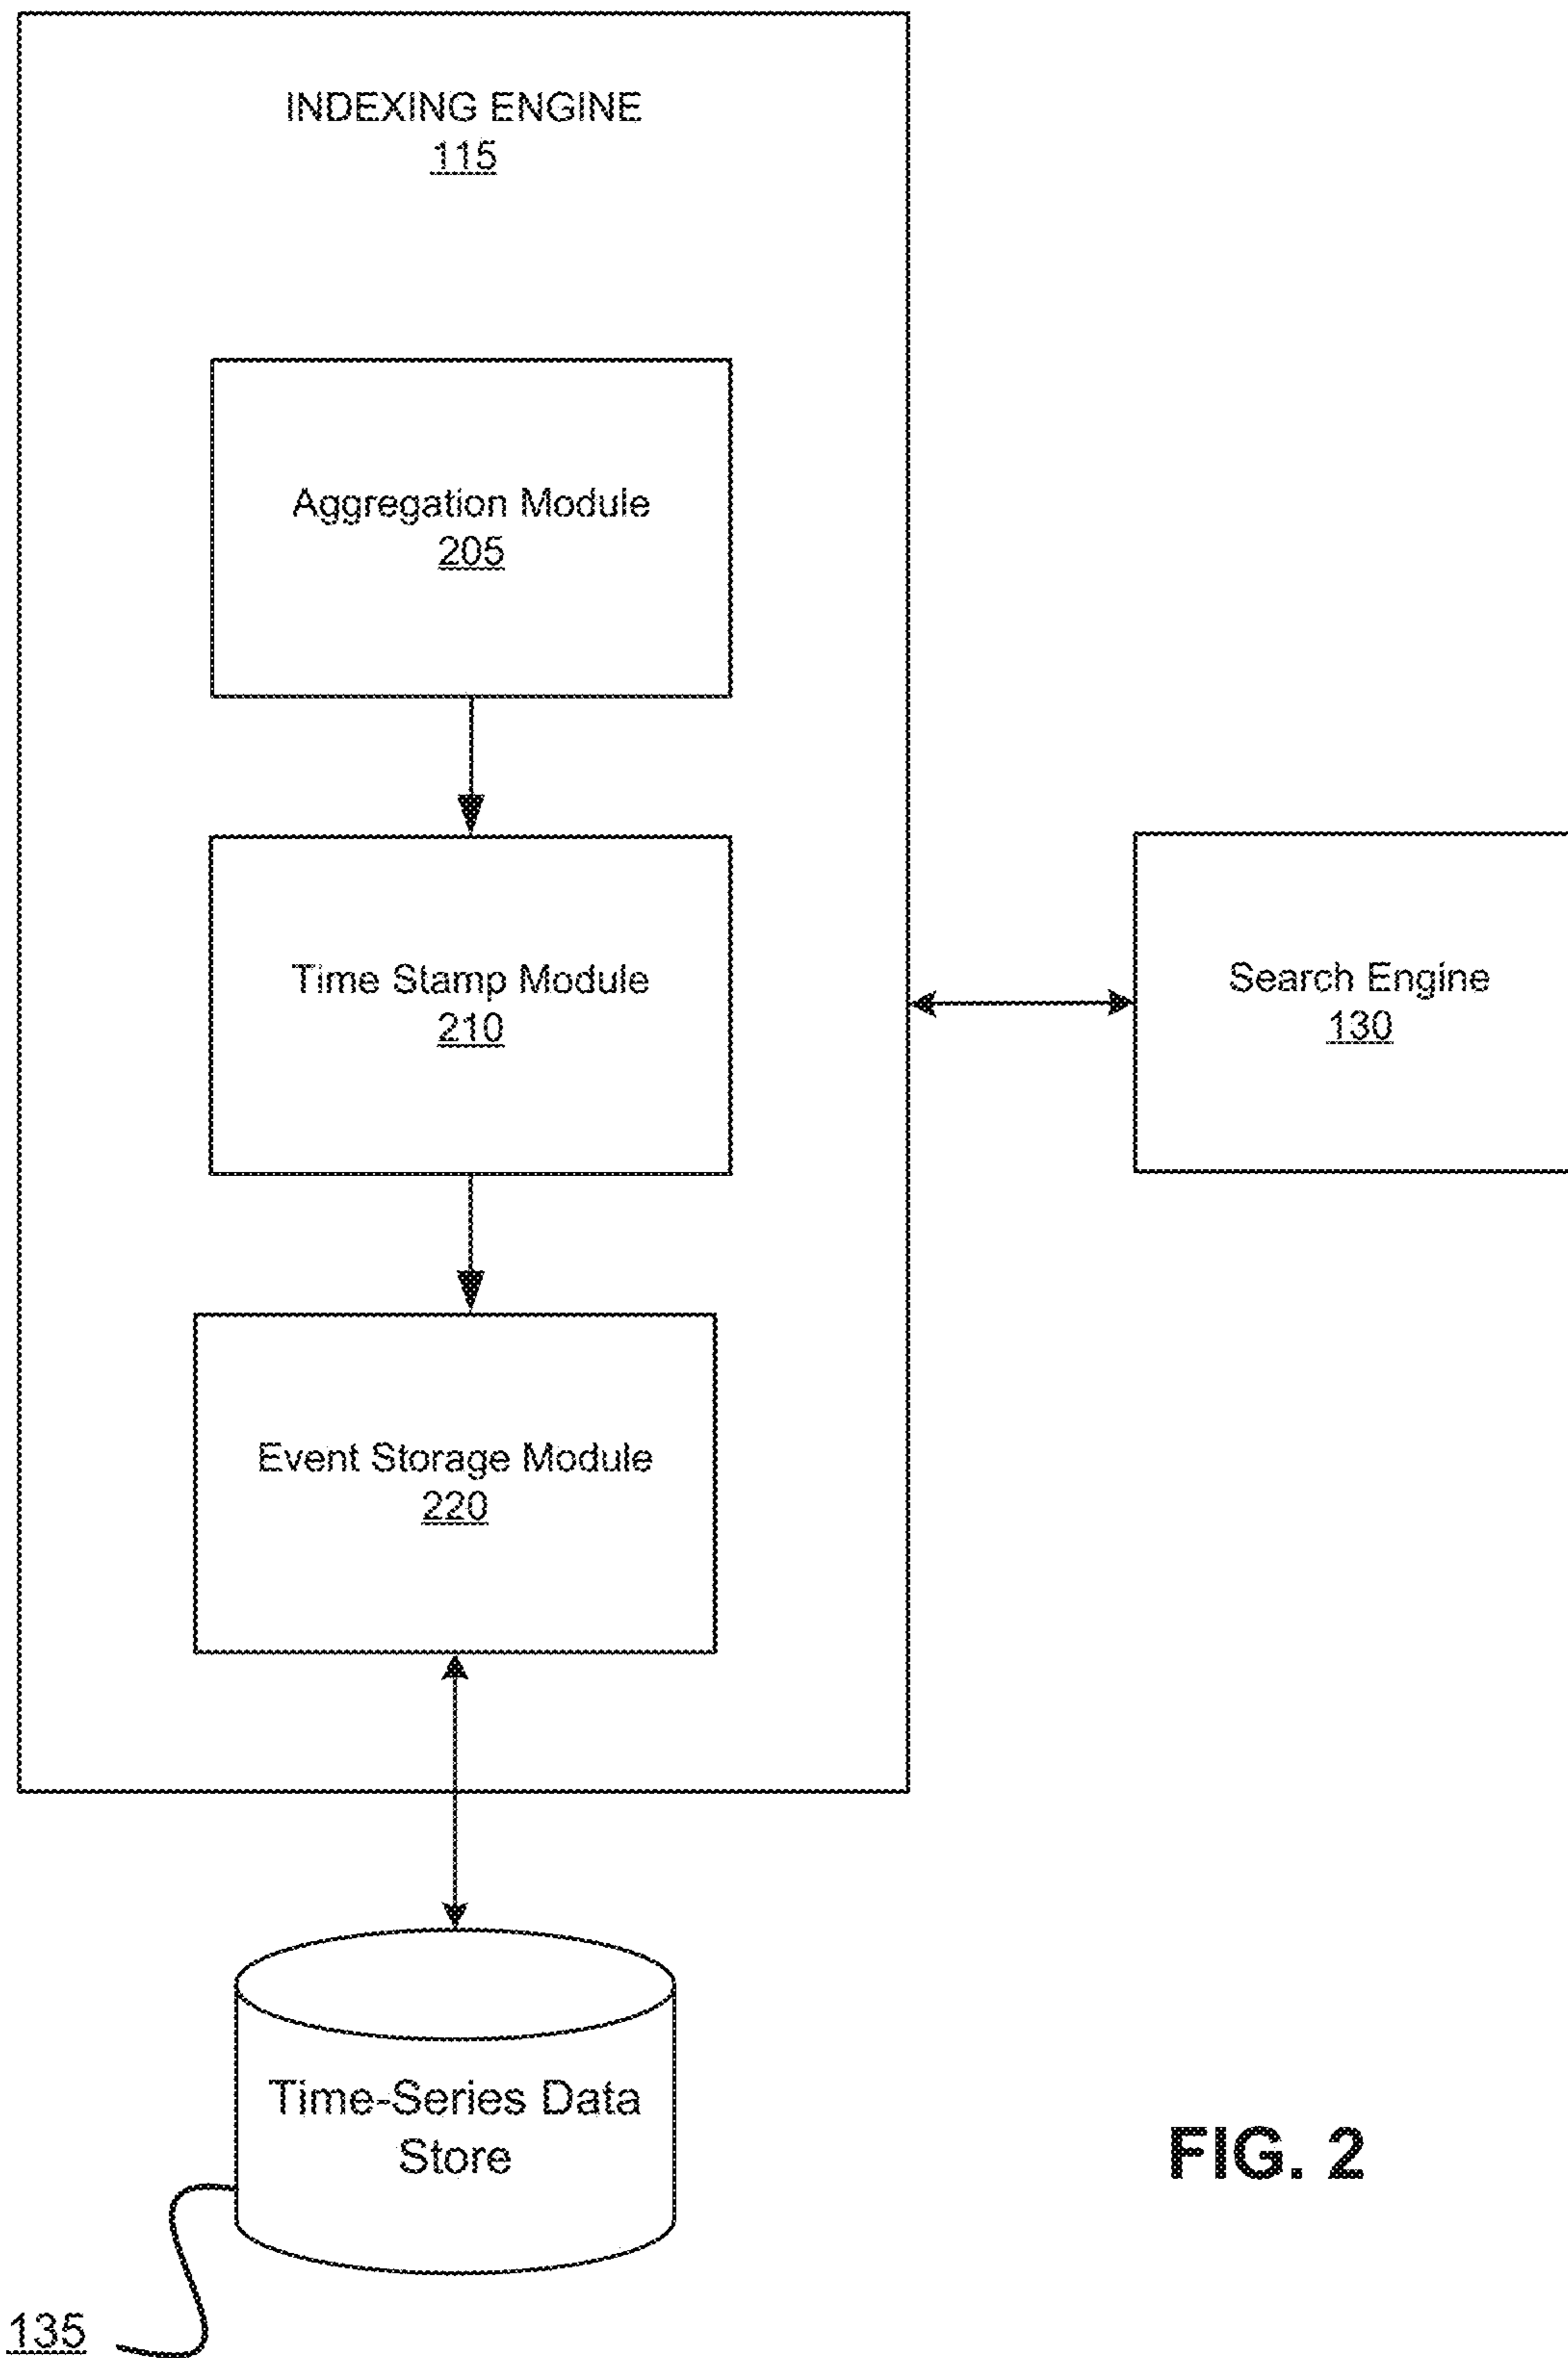 INDEXING ENGINE
115
Aggregation Module
205
Time Stamp Module
210
Search Engine
130
Event Storage Module
220
Time-Series Data
Store
FIG. 2
135